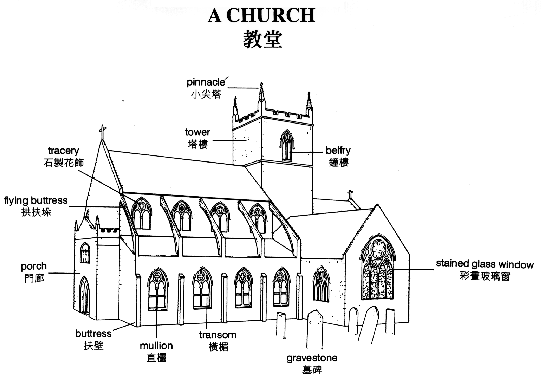 A CHURCH
教堂
pinnacle
小尖塔
tower
塔樓
belfry
鐘樓
tracery
石製花飾
flying buttress
拱扶垛
porch
門廊
stained glass window
彩畫玻璃窗
buttress
扶壁
mullion
直櫺
transom
橫楣
gravestone
墓碑